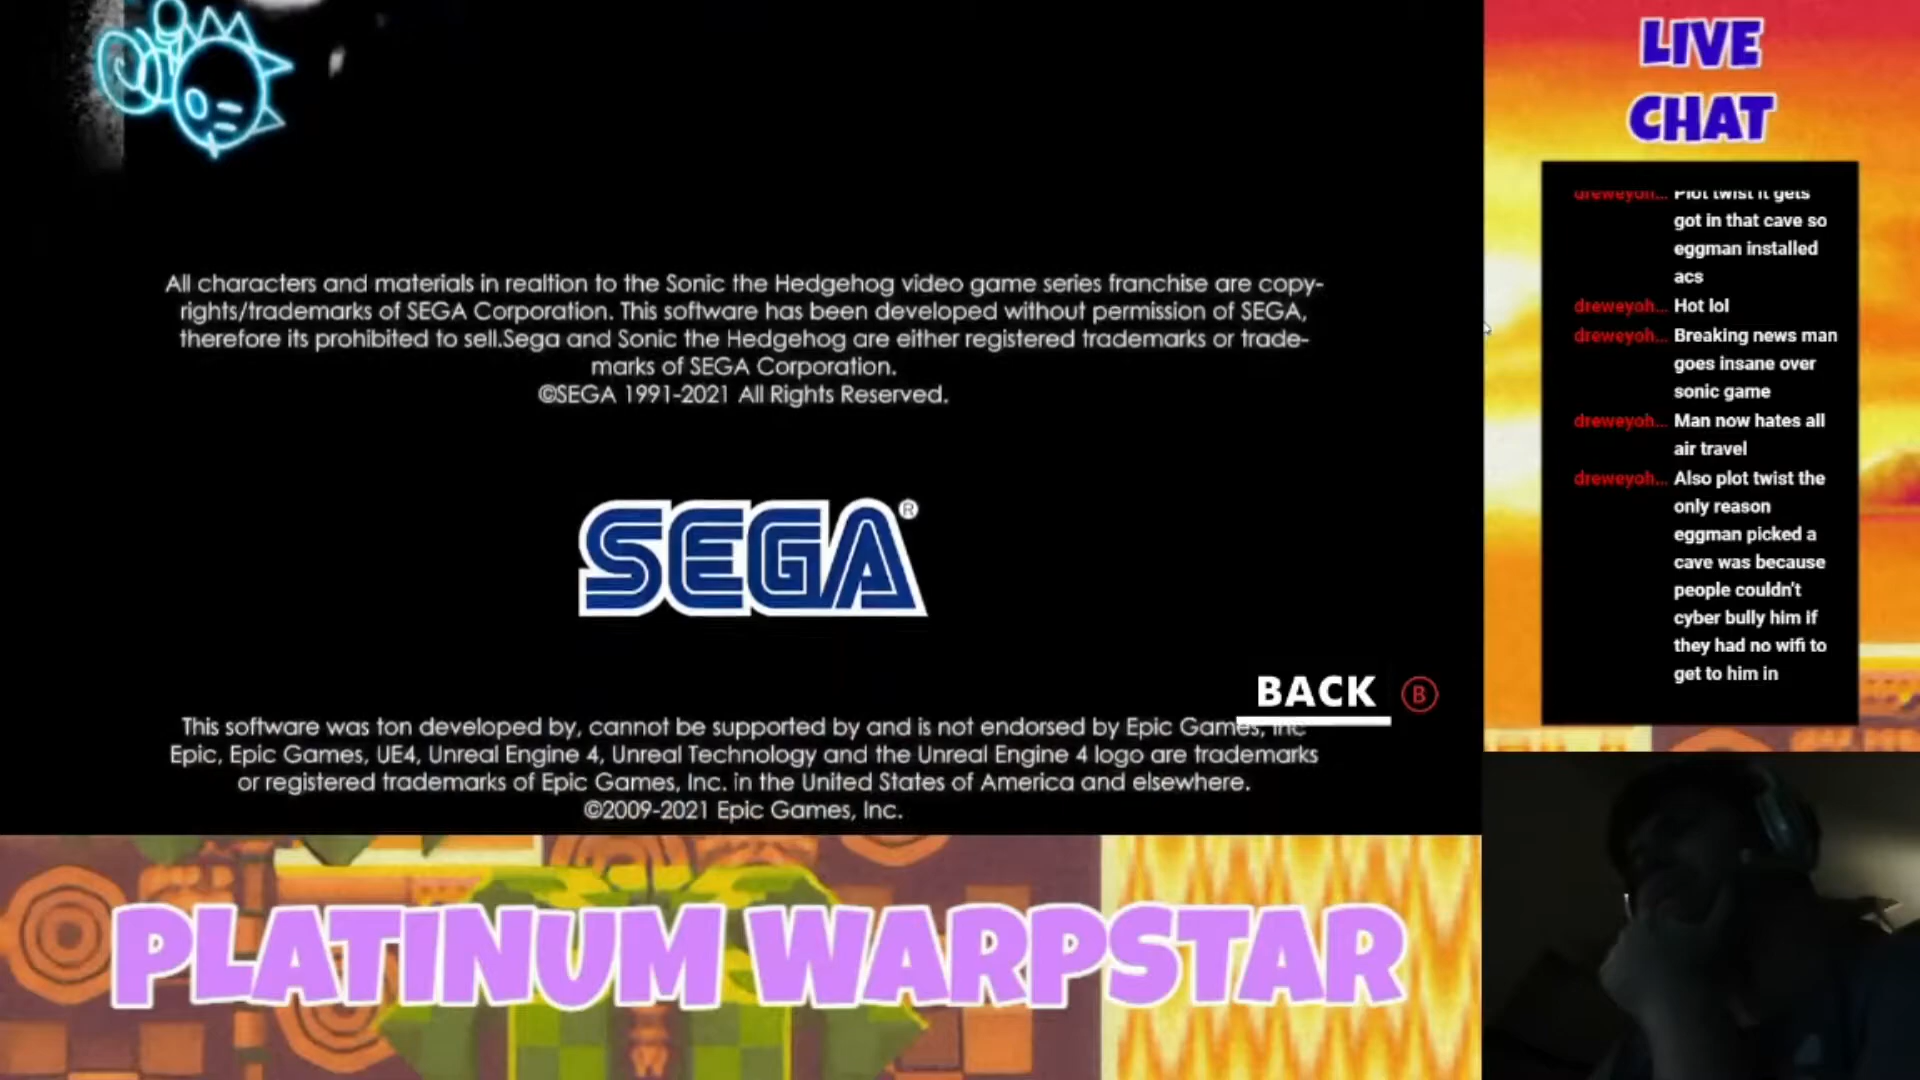 All characters and materials in realtion to the Sonic the Hedgehog video game series franchise are copy-
rights/trademarks of SEGA Corporation. This software has been developed without permission of SEGA,
therefore its prohibited to sell.Sega and Sonic the Hedgehog are either registered trademarks or trade-
marks of SEGA Corporation.
©SEGA 1991-2021 All Rights Reserved.
SEGA®
BACK B
This software was ton developed by, cannot be supported by and is not endorsed by Epic Games, Inc
Epic, Epic Games, UE4, Unreal Engine 4, Unreal Technology and the Unreal Engine 4 logo are trademarks
or registered trademarks of Epic Games, Inc. in the United States of America and elsewhere.
©2009-2021 Epic Games, Inc.
PLATINUM WARPSTAR
LIVE
CHAT
dreweyoh... Plot twist it gets
got in that cave so
eggman installed
acs
dreweyoh... Hot lol
dreweyoh... Breaking news man
goes insane over
sonic game
dreweyoh... Man now hates all
air travel
dreweyoh... Also plot twist the
only reason
eggman picked a
cave was because
people couldn't
cyber bully him if
they had no wifi to
get to him in